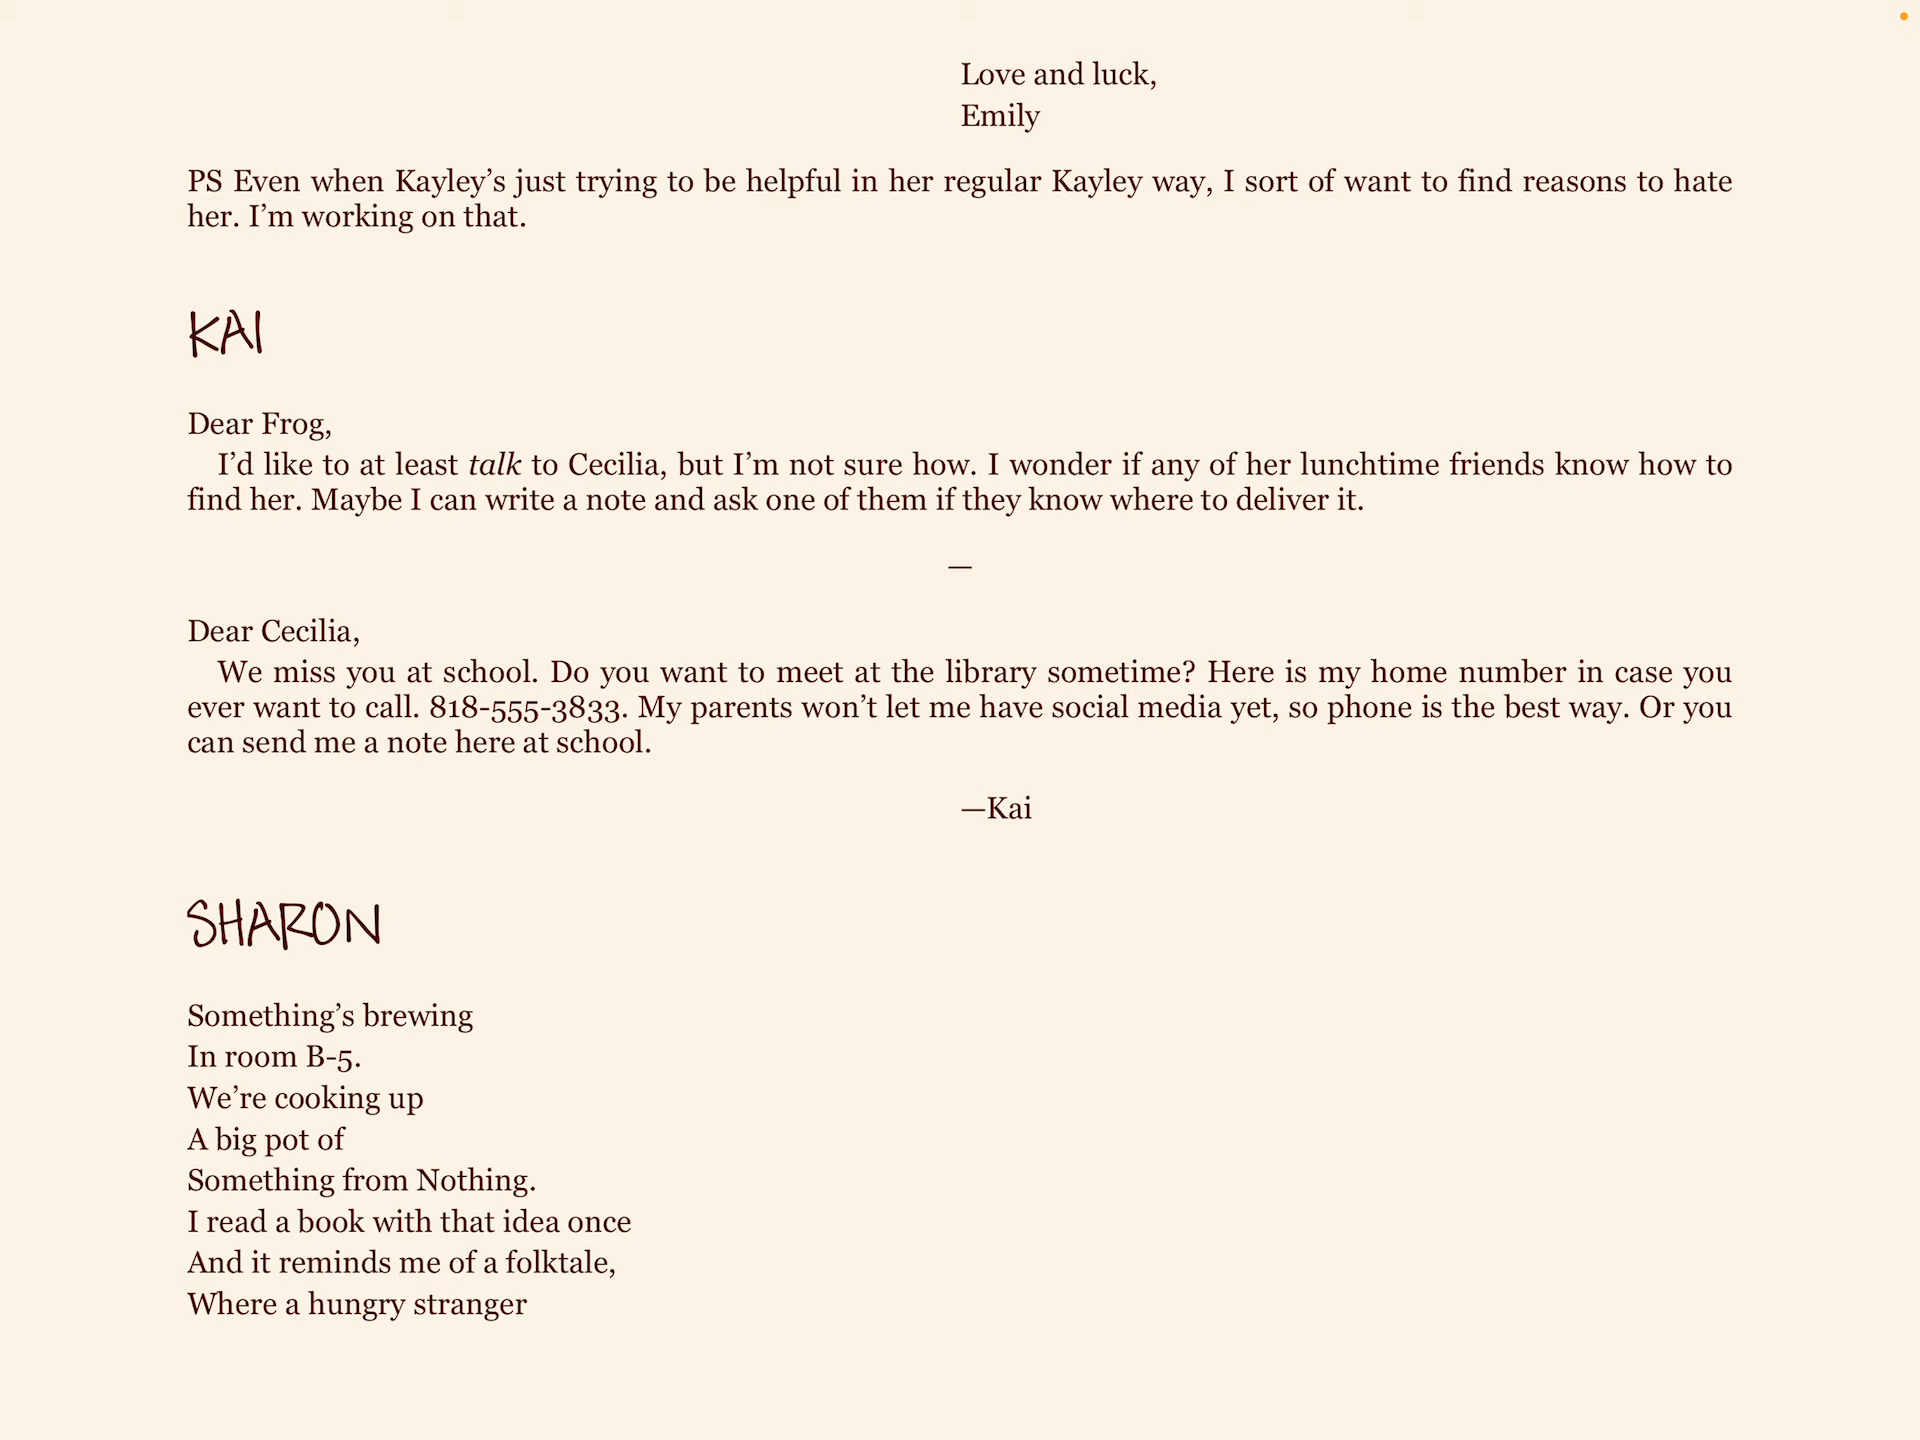 Love and luck,
Emily
PS Even when Kayley’s just trying to be helpful in her regular Kayley way, I sort of want to find reasons to hate
her. I’m working on that.
KAI
Dear Frog,
I’d like to at least talk to Cecilia, but I’m not sure how. I wonder if any of her lunchtime friends know how to
find her. Maybe I can write a note and ask one of them if they know where to deliver it.
—
Dear Cecilia,
We miss you at school. Do you want to meet at the library sometime? Here is my home number in case you
ever want to call. 818-555-3833. My parents won’t let me have social media yet, so phone is the best way. Or you
can send me a note here at school.
—Kai
SHARON
Something’s brewing
In room B-5.
We’re cooking up
A big pot of
Something from Nothing.
I read a book with that idea once
And it reminds me of a folktale,
Where a hungry stranger